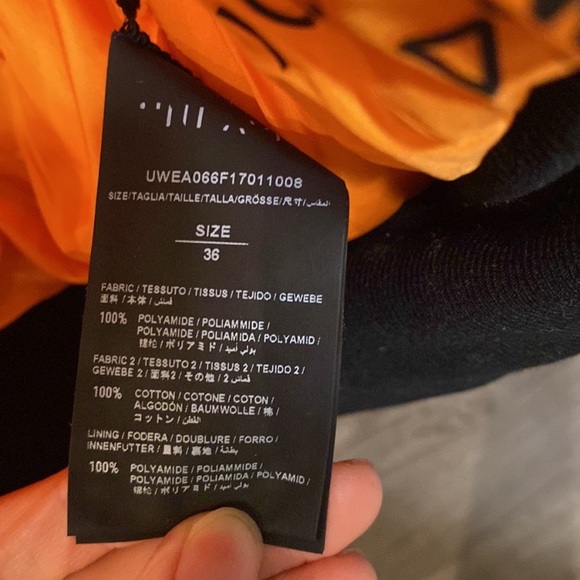 UWEA066F17011008
SIZE/TAGLIA/TAILLE/TALLA/GRÖSSE/尺寸/المقاس
SIZE
36
FABRIC / TESSUTO / TISSUS / TEJIDO / GEWEBE
面料 / 本体 / قماش
100% POLYAMIDE / POLIAMMIDE /
POLYAMIDE / POLIAMIDA / POLYAMID /
锦纶 / ポリアミド / بولي أميد
FABRIC 2 / TESSUTO 2 / TISSUS 2 / TEJIDO 2 /
GEWEBE 2 / 面料2 / その他 / قماش 2
100% COTTON / COTONE / COTON /
ALGODÓN / BAUMWOLLE / 棉 /
コットン / القطن
LINING / FODERA / DOUBLURE / FORRO /
INNENFUTTER / 里料 / 裏地 / بطانة
100% POLYAMIDE / POLIAMMIDE /
POLYAMIDE / POLIAMIDA / POLYAMID /
锦纶 / ポリアミド / بولي أميد